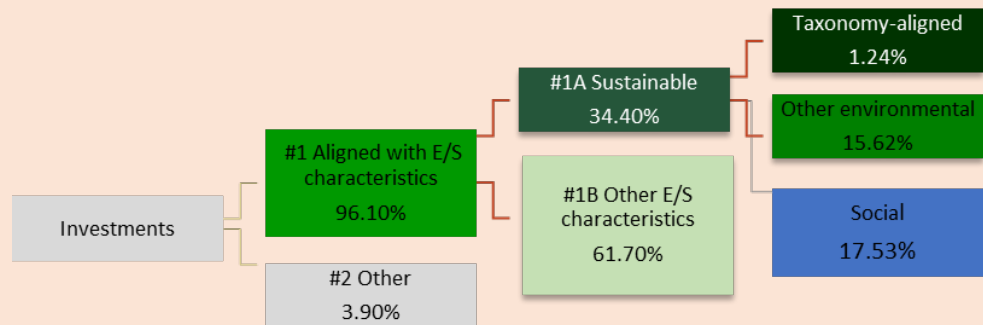 Investments
#1 Aligned with E/S
characteristics
96.10%
#2 Other
3.90%
#1A Sustainable
34.40%
#1B Other E/S
characteristics
61.70%
Taxonomy-aligned
1.24%
Other environmental
15.62%
Social
17.53%